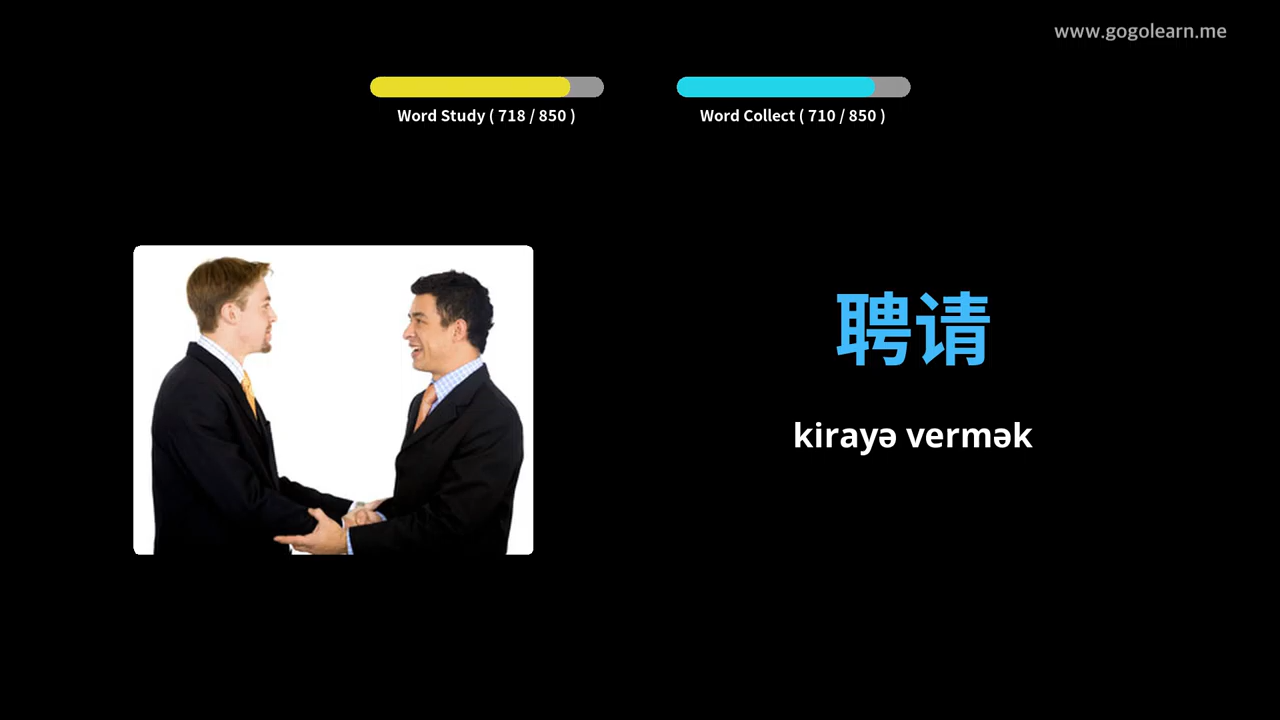 www.gogolearn.me
Word Study ( 718 / 850 )
Word Collect ( 710 / 850 )
聘请
kirayə vermək